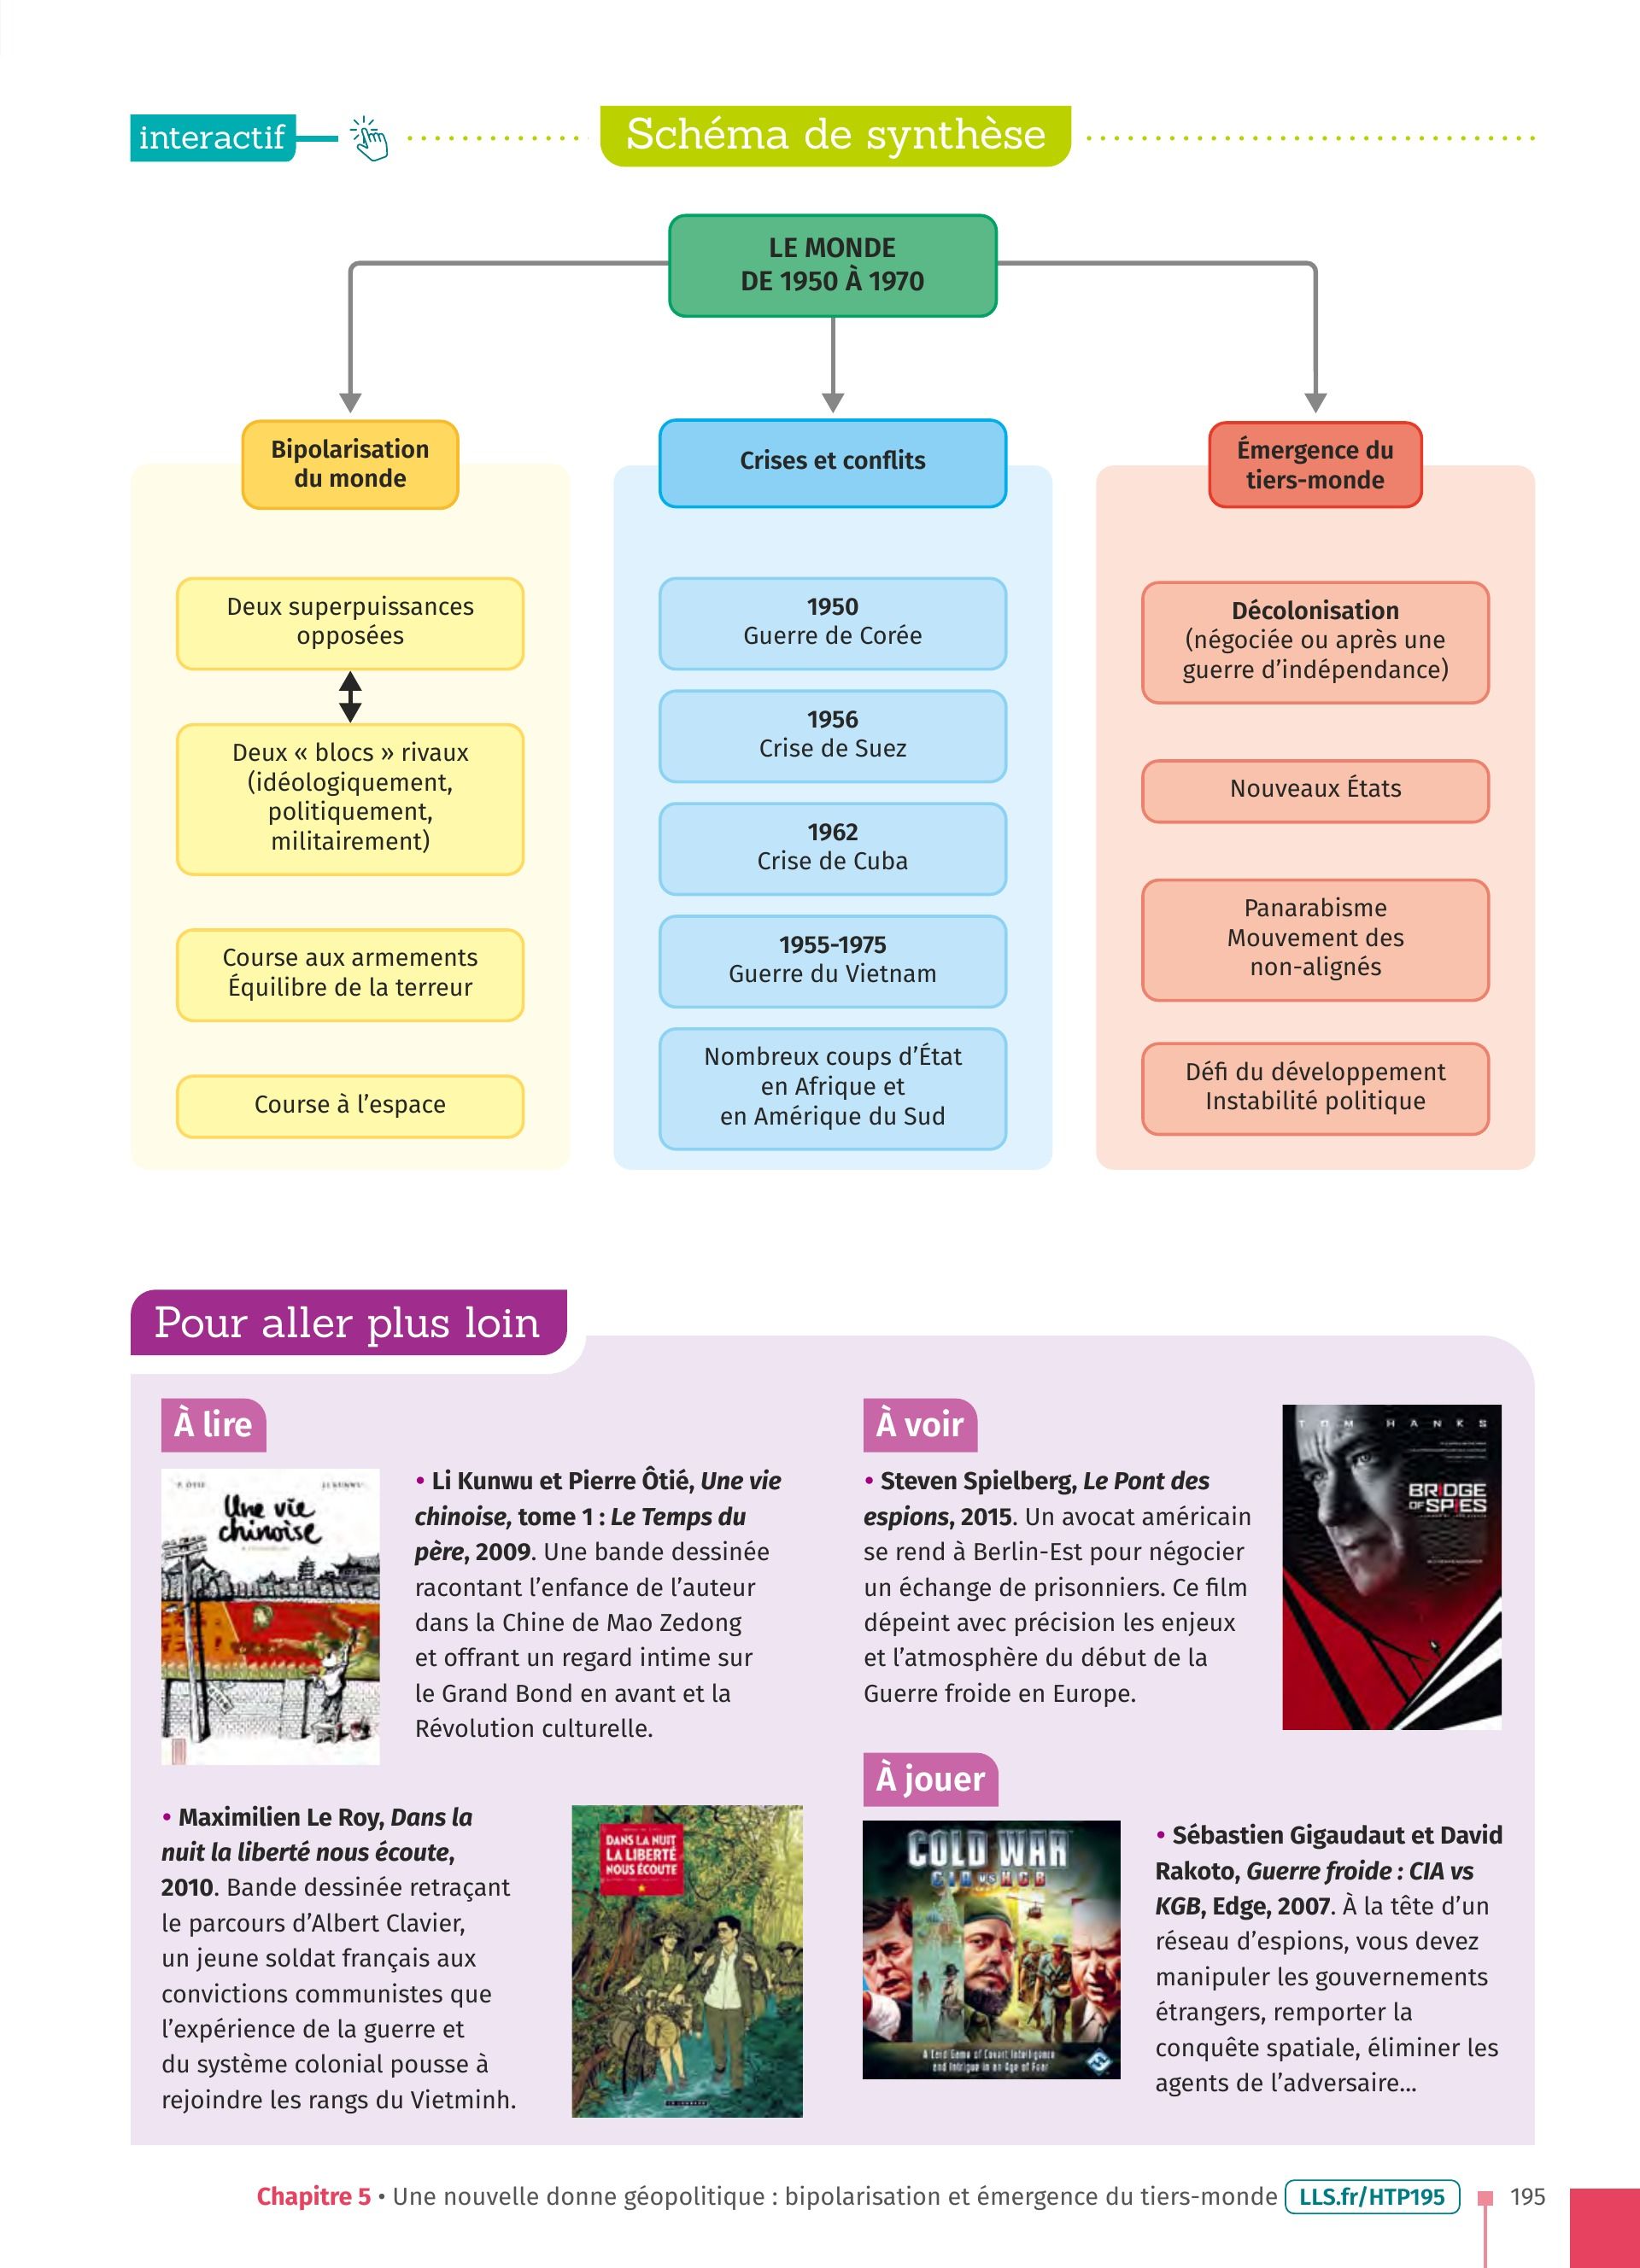 interactif
Schéma de synthèse
LE MONDE
DE 1950 À 1970
Bipolarisation
du monde
Deux superpuissances
opposées
Deux « blocs » rivaux
(idéologiquement,
politiquement,
militairement)
Course aux armements
Équilibre de la terreur
Course à l'espace
Crises et conflits
1950
Guerre de Corée
1956
Crise de Suez
1962
Crise de Cuba
1955-1975
Guerre du Vietnam
Nombreux coups d'État
en Afrique et
en Amérique du Sud
Émergence du
tiers-monde
Décolonisation
(négociée ou après une
guerre d'indépendance)
Nouveaux États
Panarabisme
Mouvement des
non-alignés
Défi du développement
Instabilité politique
Pour aller plus loin
À lire
P. ÔTIÉ LI KUNWU
Une vie
chinoise
• Li Kunwu et Pierre Ôtié, Une vie
chinoise, tome 1 : Le Temps du
père, 2009. Une bande dessinée
racontant l'enfance de l'auteur
dans la Chine de Mao Zedong
et offrant un regard intime sur
le Grand Bond en avant et la
Révolution culturelle.
• Maximilien Le Roy, Dans la
nuit la liberté nous écoute,
2010. Bande dessinée retraçant
le parcours d'Albert Clavier,
un jeune soldat français aux
convictions communistes que
l'expérience de la guerre et
du système colonial pousse à
rejoindre les rangs du Vietminh.
DANS LA NUIT
LA LIBERTÉ
NOUS ÉCOUTE
À voir
• Steven Spielberg, Le Pont des
espions, 2015. Un avocat américain
se rend à Berlin-Est pour négocier
un échange de prisonniers. Ce film
dépeint avec précision les enjeux
et l'atmosphère du début de la
Guerre froide en Europe.
TOM HANKS
BRIDGE
OF SPIES
À jouer
COLD WAR
CIA vs KGB
A Card Game of Covert Intelligence
and Intrigue in an Age of Fear
• Sébastien Gigaudaut et David
Rakoto, Guerre froide : CIA vs
KGB, Edge, 2007. À la tête d'un
réseau d'espions, vous devez
manipuler les gouvernements
étrangers, remporter la
conquête spatiale, éliminer les
agents de l'adversaire...
Chapitre 5 • Une nouvelle donne géopolitique : bipolarisation et émergence du tiers-monde LLS.fr/HTP195 195